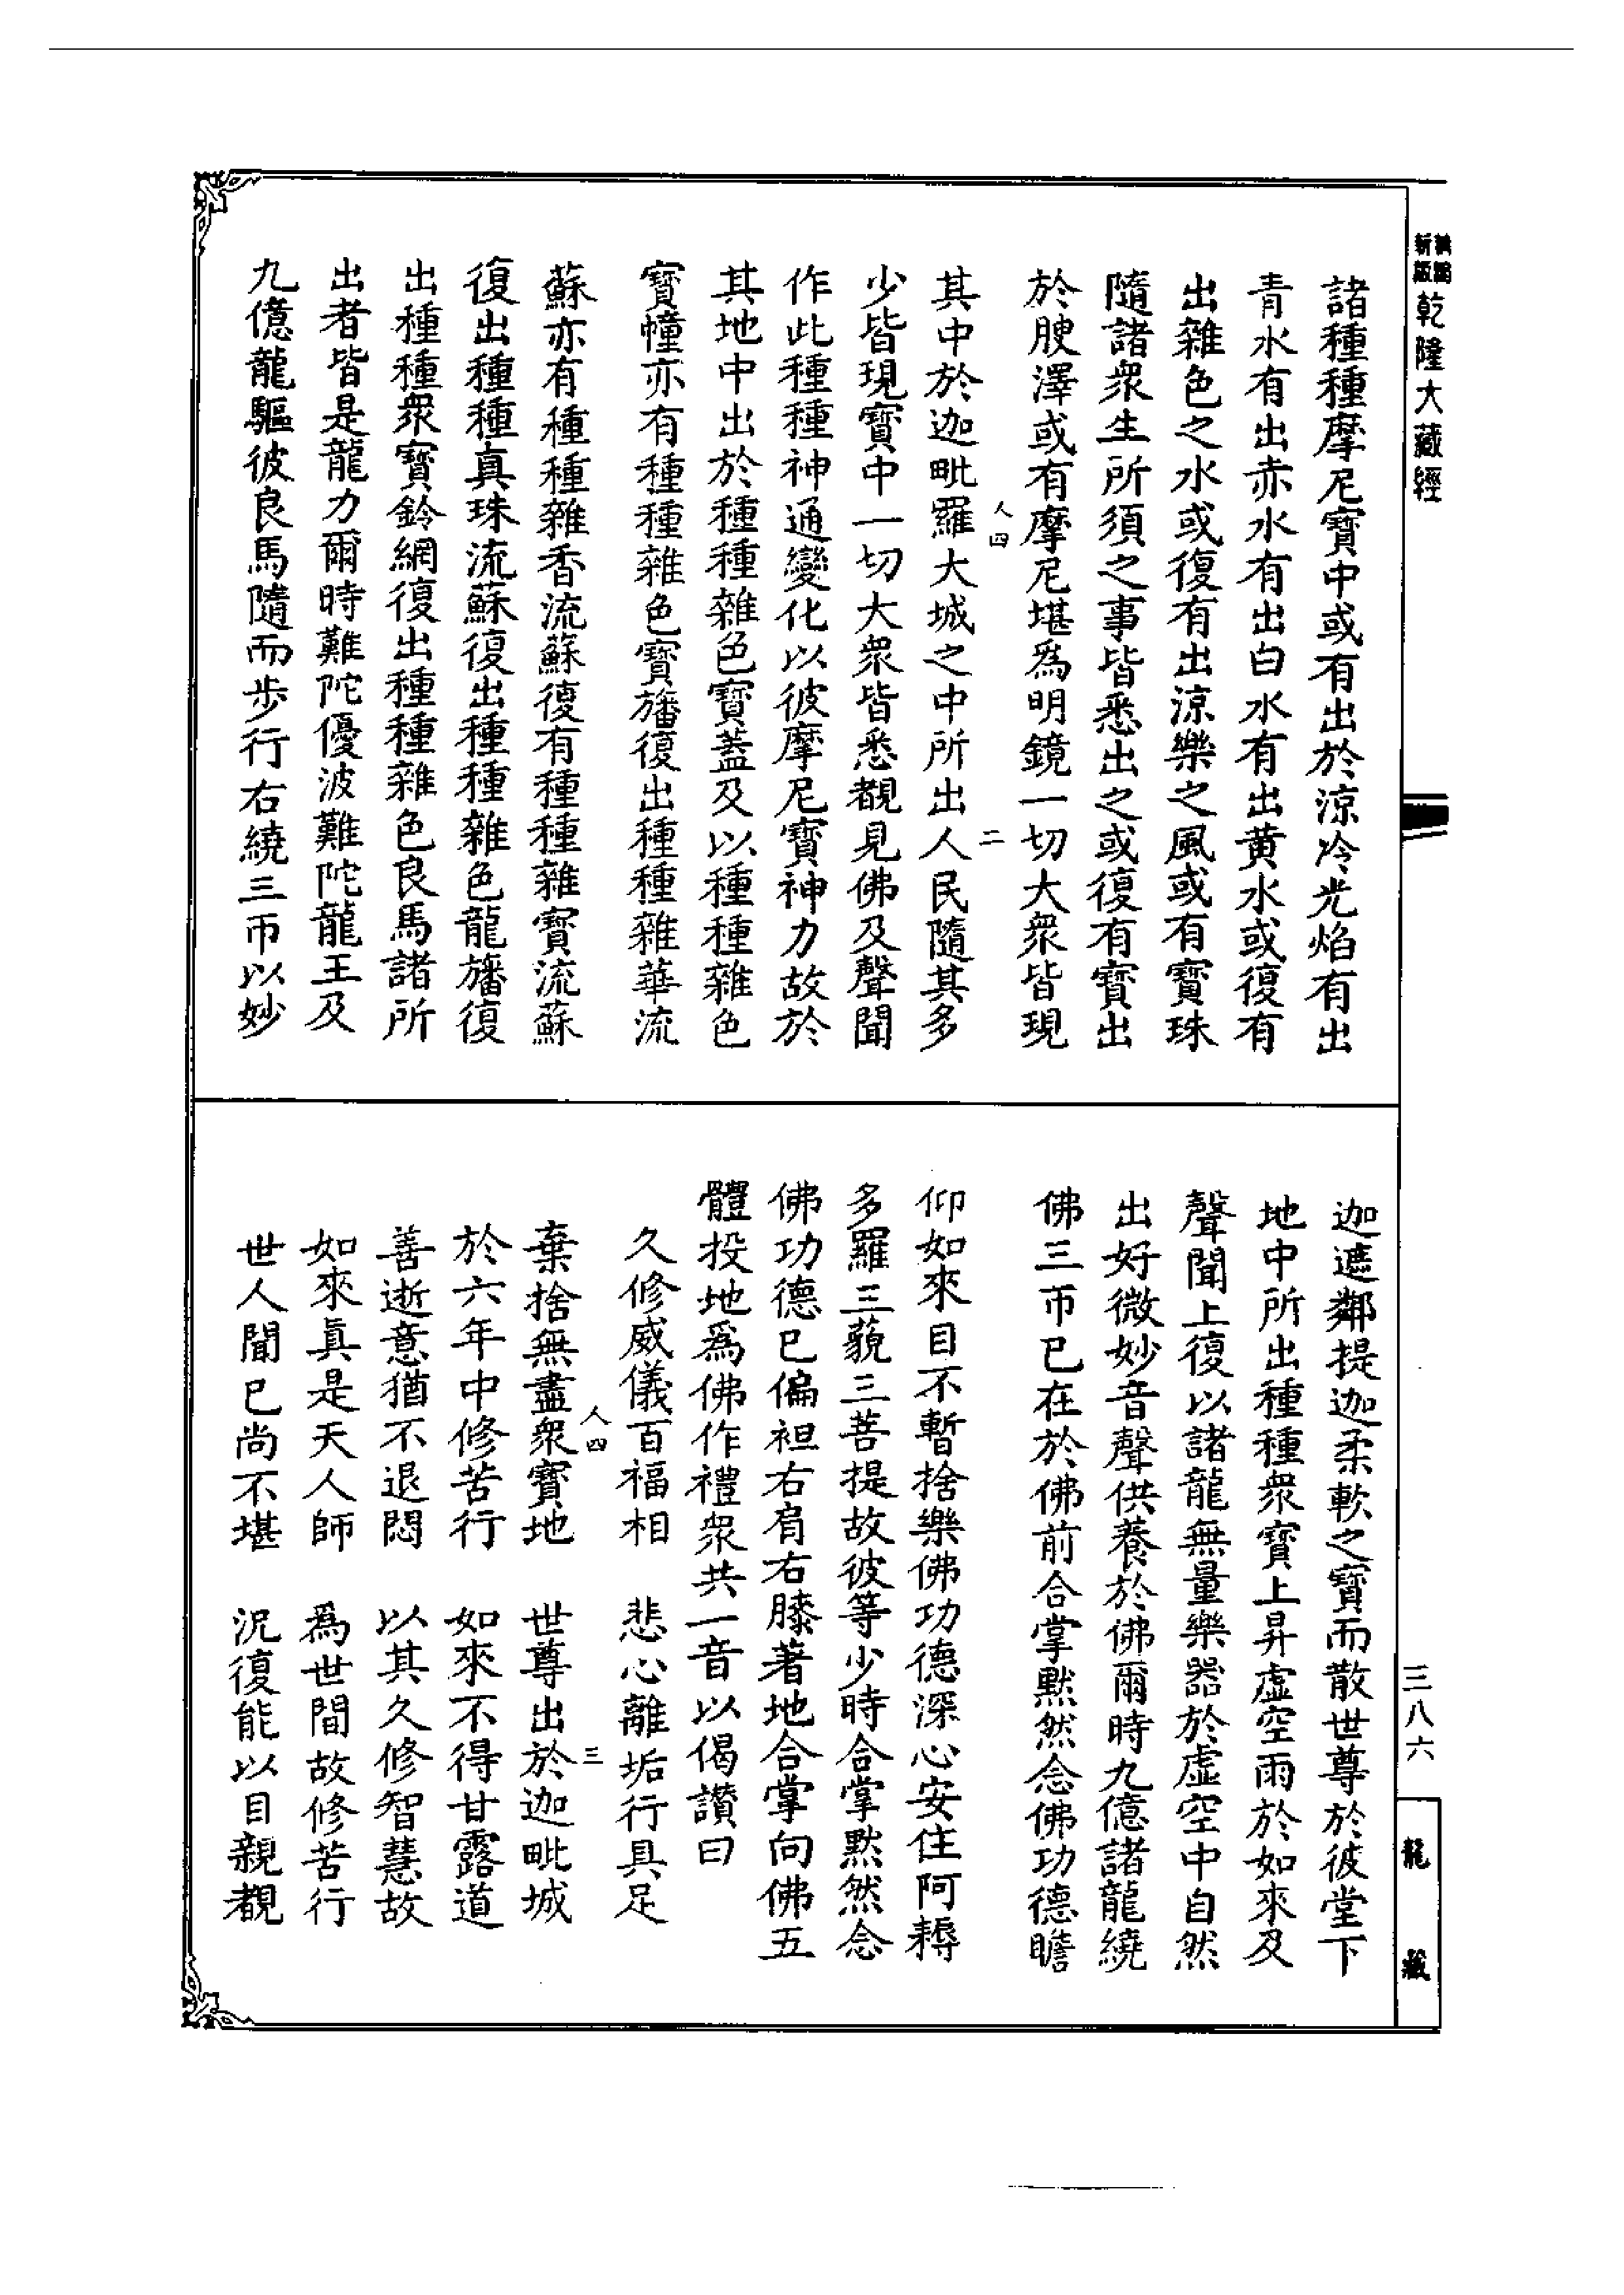 乾隆大藏經
諸種種摩尼寶中或有出於涼冷光焰有出
青水有出赤水有出白水有出黄水或復有
出雜色之水或復有出涼樂之風或有寶珠
隨諸衆生所須之事皆悉出之或復有寶出
於腴澤或有摩尼堪為明鏡一切大衆皆現
人四 二
其中於迦毗羅大城之中所出人民隨其多
少皆現寶中一切大衆皆悉覩見佛及聲聞
作此種種神通變化以彼摩尼寶神力故於
其地中出於種種雜色寶蓋及以種種雜色
寶幢亦有種種雜色寶旛復出種種雜華流
蘇亦有種種雜香流蘇復有種種雜寶流蘇
復出種種真珠流蘇復出種種雜色龍旛復
出種種衆寶鈴網復出種種雜色良馬諸所
出者皆是龍力爾時難陀優波難陀龍王及
九億龍驅彼良馬隨而步行右繞三帀以妙
迦遮鄰提迦柔軟之寶而散世尊於彼堂下
地中所出種種衆寶上昇虛空雨於如來及
聲聞上復以諸龍無量樂器於虛空中自然
出好微妙音聲供養於佛爾時九億諸龍繞
佛三帀已在於佛前合掌默然念佛功德瞻
仰如來目不暫捨樂佛功德深心安住阿耨
多羅三藐三菩提故彼等少時合掌默然念
佛功德已偏袒右肩右膝著地合掌向佛五
體投地爲佛作禮衆共一音以偈讃曰
久修威儀百福相　悲心離垢行具足
人四 三
棄捨無盡衆寶地　世尊出於迦毗城
於六年中修苦行　如來不得甘露道
善逝意猶不退悶　以其久修智慧故
如來眞是天人師　為世間故修苦行
世人聞已尚不堪　況復能以目親覩
三八六
龍藏